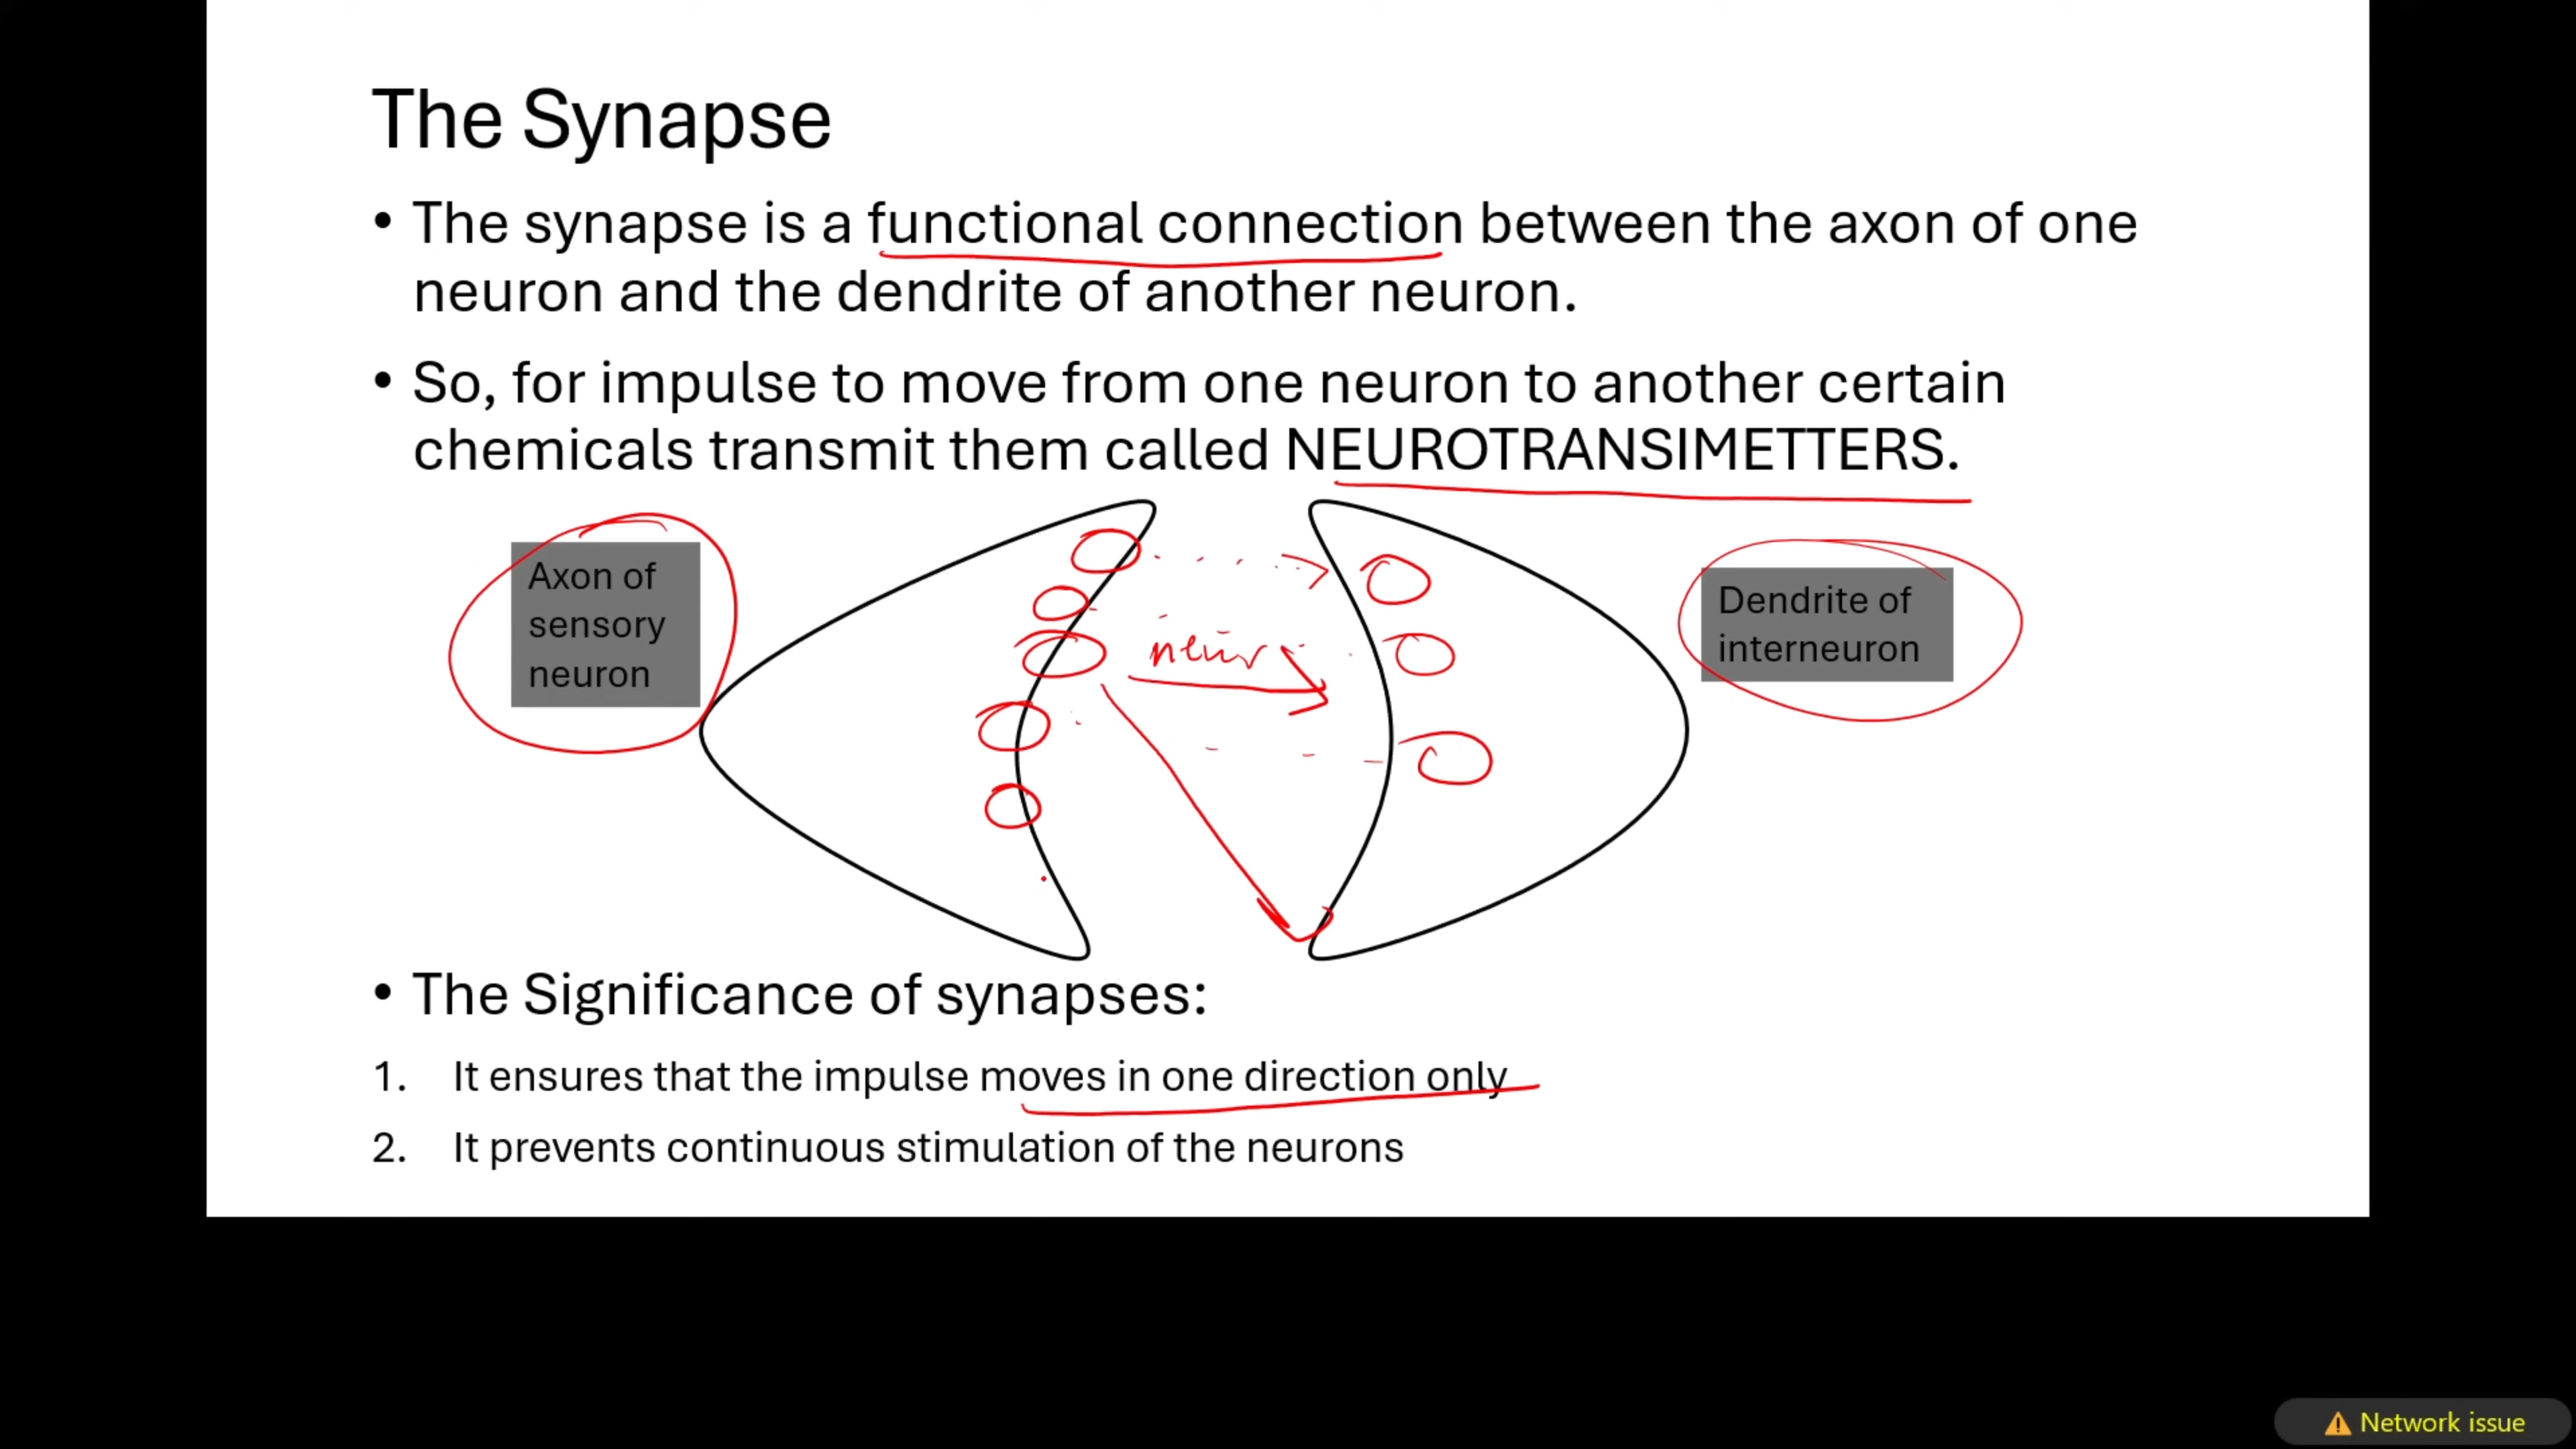 The Synapse
• The synapse is a functional connection between the axon of one
neuron and the dendrite of another neuron.
• So, for impulse to move from one neuron to another certain
chemicals transmit them called NEUROTRANSIMETTERS.
Axon of
sensory
neuron
neur
Dendrite of
interneuron
• The Significance of synapses:
1. It ensures that the impulse moves in one direction only
2. It prevents continuous stimulation of the neurons
Network issue